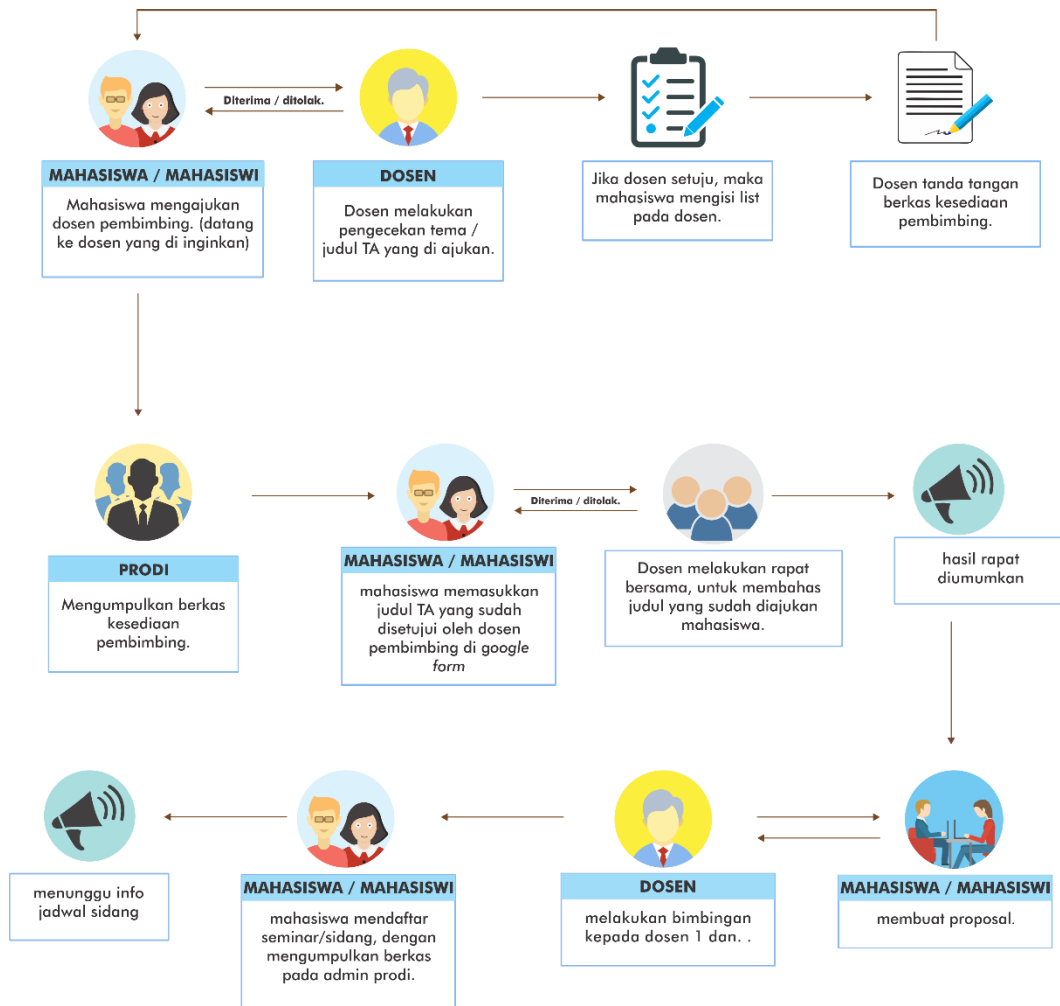 Diterima / ditolak.
MAHASISWA / MAHASISWI
Mahasiswa mengajukan
dosen pembimbing. (datang
ke dosen yang di inginkan)
DOSEN
Dosen melakukan
pengecekan tema /
judul TA yang di ajukan.
Jika dosen setuju, maka
mahasiswa mengisi list
pada dosen.
Dosen tanda tangan
berkas kesediaan
pembimbing.
PRODI
Mengumpulkan berkas
kesediaan
pembimbing.
MAHASISWA / MAHASISWI
mahasiswa memasukkan
judul TA yang sudah
disetujui oleh dosen
pembimbing di google
form
Diterima / ditolak.
Dosen melakukan rapat
bersama, untuk membahas
judul yang sudah diajukan
mahasiswa.
hasil rapat
diumumkan
menunggu info
jadwal sidang
MAHASISWA / MAHASISWI
mahasiswa mendaftar
seminar/sidang, dengan
mengumpulkan berkas
pada admin prodi.
DOSEN
melakukan bimbingan
kepada dosen 1 dan. .
MAHASISWA / MAHASISWI
membuat proposal.